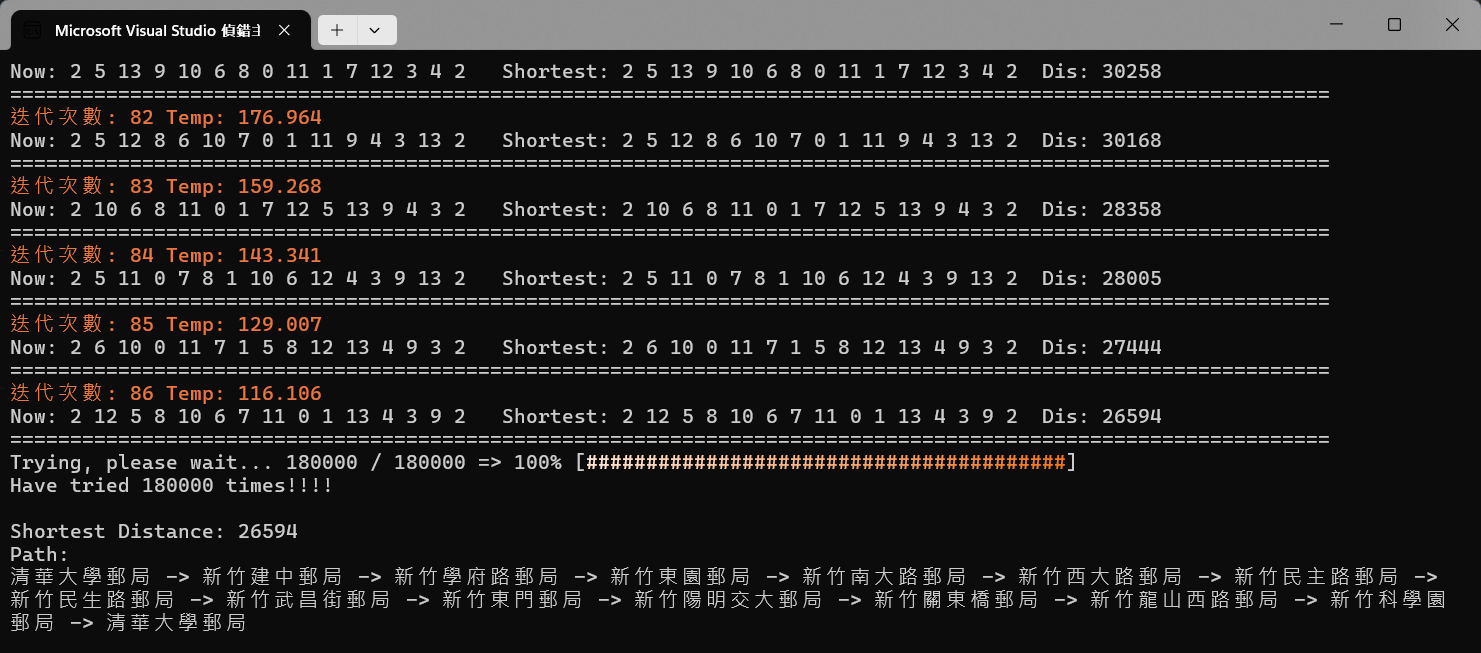 Microsoft Visual Studio 偵錯主
Now: 2 5 13 9 10 6 8 0 11 1 7 12 3 4 2   Shortest: 2 5 13 9 10 6 8 0 11 1 7 12 3 4 2  Dis: 30258
==============================================================================================================
迭代次數: 82 Temp: 176.964
Now: 2 5 12 8 6 10 7 0 1 11 9 4 3 13 2   Shortest: 2 5 12 8 6 10 7 0 1 11 9 4 3 13 2  Dis: 30168
==============================================================================================================
迭代次數: 83 Temp: 159.268
Now: 2 10 6 8 11 0 1 7 12 5 13 9 4 3 2   Shortest: 2 10 6 8 11 0 1 7 12 5 13 9 4 3 2  Dis: 28358
==============================================================================================================
迭代次數: 84 Temp: 143.341
Now: 2 5 11 0 7 8 1 10 6 12 4 3 9 13 2   Shortest: 2 5 11 0 7 8 1 10 6 12 4 3 9 13 2  Dis: 28005
==============================================================================================================
迭代次數: 85 Temp: 129.007
Now: 2 6 10 0 11 7 1 5 8 12 13 4 9 3 2   Shortest: 2 6 10 0 11 7 1 5 8 12 13 4 9 3 2  Dis: 27444
==============================================================================================================
迭代次數: 86 Temp: 116.106
Now: 2 12 5 8 10 6 7 11 0 1 13 4 3 9 2   Shortest: 2 12 5 8 10 6 7 11 0 1 13 4 3 9 2  Dis: 26594
==============================================================================================================
Trying, please wait... 180000 / 180000 => 100% [########################################]
Have tried 180000 times!!!!
Shortest Distance: 26594
Path:
清華大學郵局 -> 新竹建中郵局 -> 新竹學府路郵局 -> 新竹東園郵局 -> 新竹南大路郵局 -> 新竹西大路郵局 -> 新竹民主路郵局 ->
新竹民生路郵局 -> 新竹武昌街郵局 -> 新竹東門郵局 -> 新竹陽明交大郵局 -> 新竹關東橋郵局 -> 新竹龍山西路郵局 -> 新竹科學園
郵局 -> 清華大學郵局